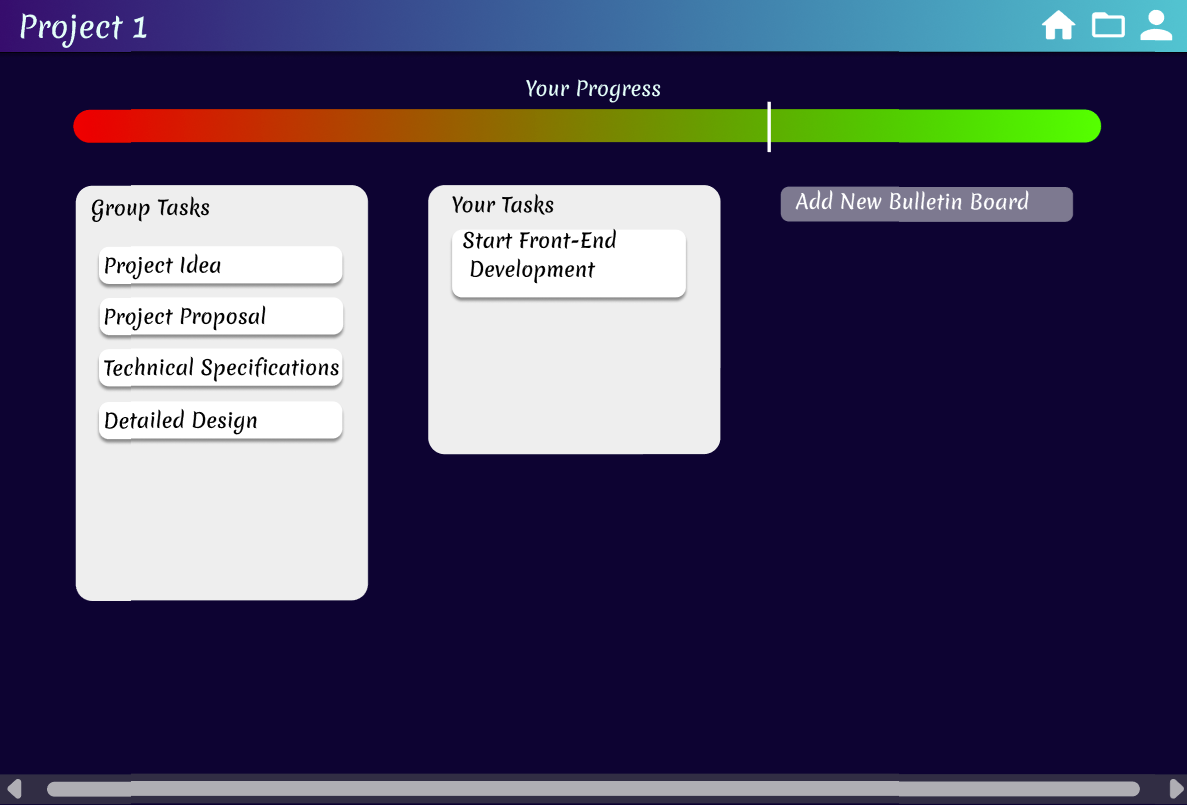 Project 1
Your Progress
Group Tasks
Project Idea
Project Proposal
Technical Specifications
Detailed Design
Your Tasks
Start Front-End
Development
Add New Bulletin Board